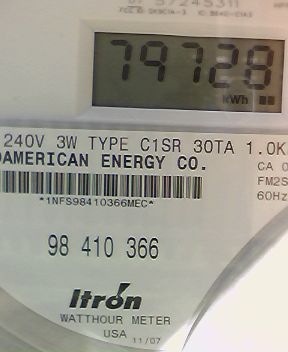 79728
kWh
240V 3W TYPE C1SR 30TA 1.0K
AMERICAN ENERGY CO.
CA 0
*1NFS98410366MEC*
FM2S
60Hz
98 410 366
Itron
WATTHOUR METER
USA 11/07